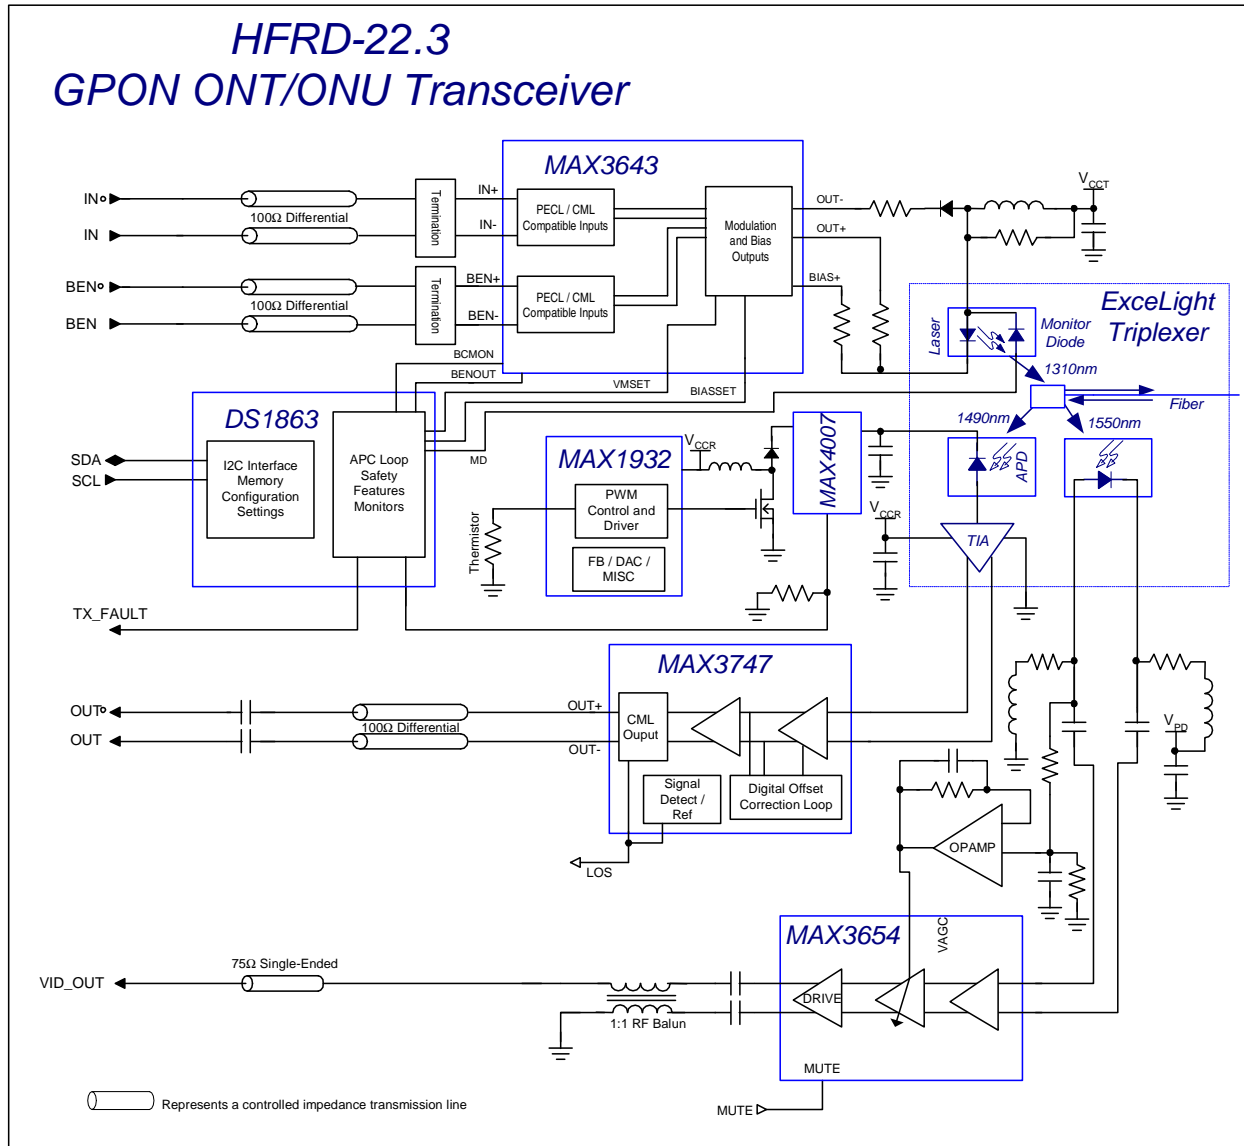 HFRD-22.3
GPON ONT/ONU Transceiver
MAX3643
IN
IN
BEN
BEN
100Ω Differential
100Ω Differential
Termination
Termination
IN+
IN-
BEN+
BEN-
PECL / CML
Compatible Inputs
PECL / CML
Compatible Inputs
Modulation
and Bias
Outputs
OUT-
OUT+
BIAS+
VCCT
ExceLight
Triplexer
Laser
Monitor
Diode
1310nm
Fiber
1490nm
1550nm
APD
TIA
BCMON
BENOUT
VMSET
BIASSET
MD
DS1863
SDA
SCL
I2C Interface
Memory
Configuration
Settings
APC Loop
Safety
Features
Monitors
TX_FAULT
MAX1932
Thermistor
PWM
Control and
Driver
FB / DAC /
MISC
VCCR
MAX4007
VCCR
MAX3747
OUT
OUT
100Ω Differential
OUT+
OUT-
CML
Ouput
Signal
Detect /
Ref
Digital Offset
Correction Loop
LOS
VPD
OPAMP
MAX3654
VAGC
VID_OUT
75Ω Single-Ended
1:1 RF Balun
DRIVE
MUTE
MUTE
Represents a controlled impedance transmission line